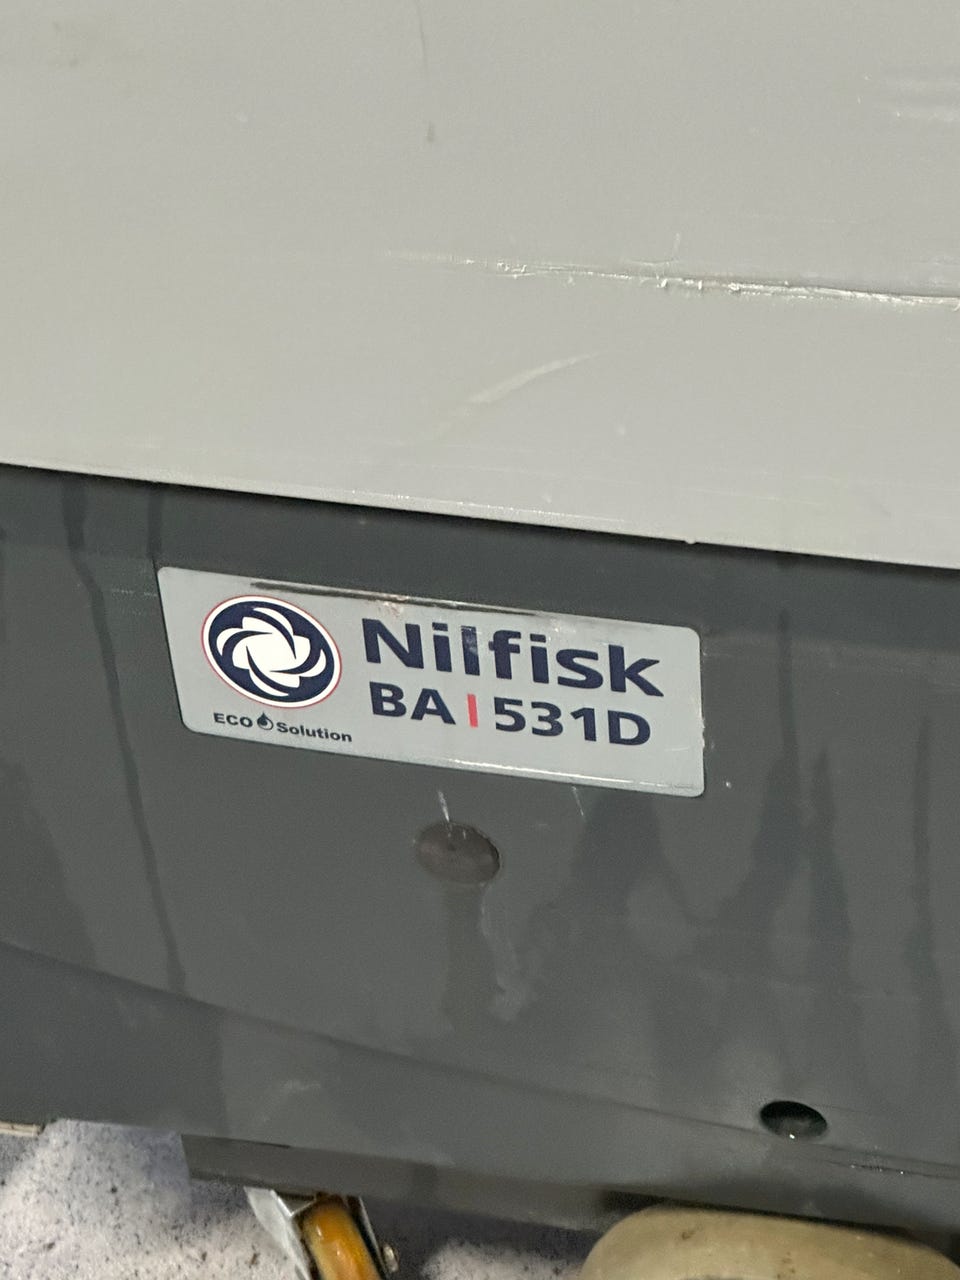 Nilfisk
BA | 531D
ECO Solution